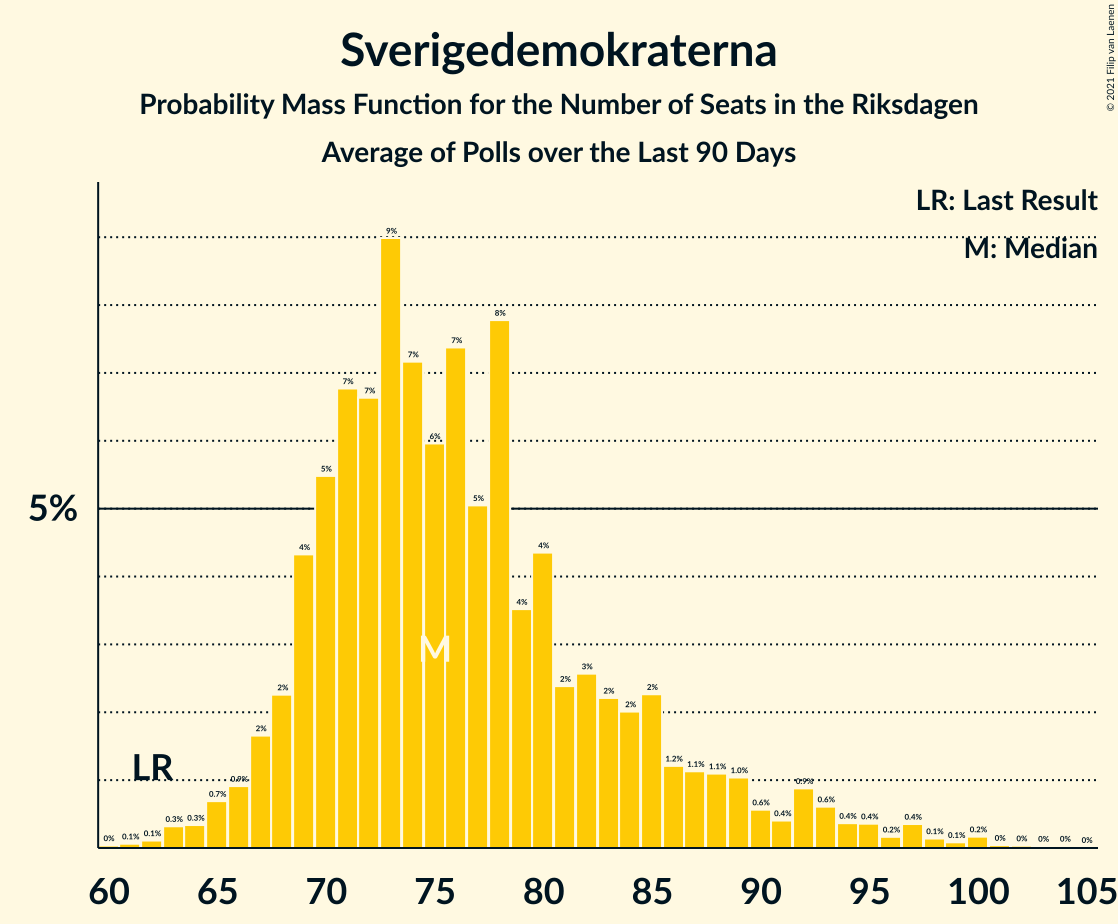 Sverigedemokraterna
Probability Mass Function for the Number of Seats in the Riksdagen
Average of Polls over the Last 90 Days
© 2021 Filip van Laenen
LR: Last Result
M: Median
5%
0% 0.1% 0.1% 0.3% 0.3% 0.7% 0.9% 2% 2% 4% 5% 7% 7% 9% 7% 6% 7% 5% 8% 4% 4% 2% 3% 2% 2% 2% 1.2% 1.1% 1.1% 1.0% 0.6% 0.4% 0.9% 0.6% 0.4% 0.4% 0.2% 0.4% 0.1% 0.1% 0.2% 0% 0% 0% 0% 0%
M
LR
60 65 70 75 80 85 90 95 100 105